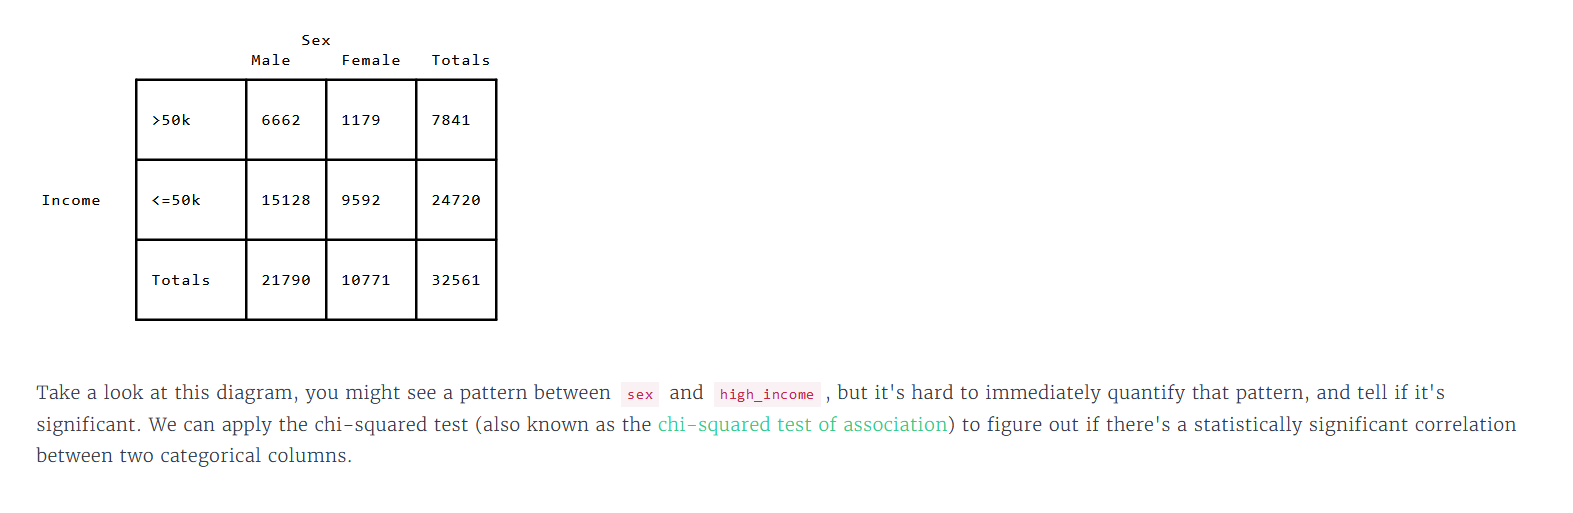 Sex
Male Female Totals
>50k 6662 1179 7841
Income <=50k 15128 9592 24720
Totals 21790 10771 32561
Take a look at this diagram, you might see a pattern between sex and high_income , but it's hard to immediately quantify that pattern, and tell if it's
significant. We can apply the chi-squared test (also known as the chi-squared test of association) to figure out if there's a statistically significant correlation
between two categorical columns.